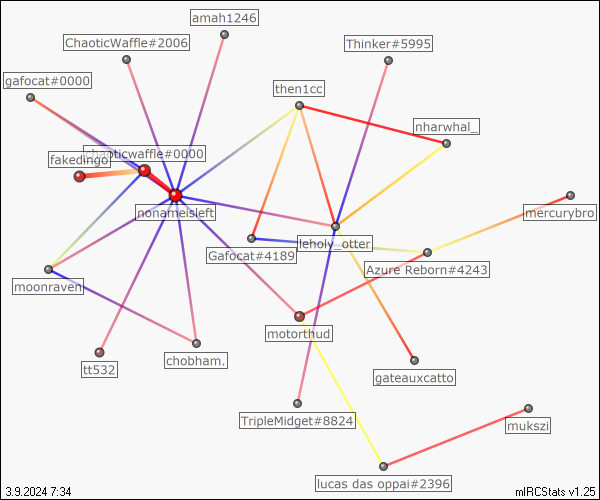 amah1246
ChaoticWaffle#2006
Thinker#5995
gafocat#0000
then1cc
nharwhal_
chaoticwaffle#0000
fakedingo
mercurybro
nonameisleft
leholy_otter
Gafocat#4189
Azure Reborn#4243
moonraven
motorthud
chobham.
tt532
gateauxcatto
TripleMidget#8824
mukszi
lucas das oppai#2396
3.9.2024 7:34
mIRCStats v1.25